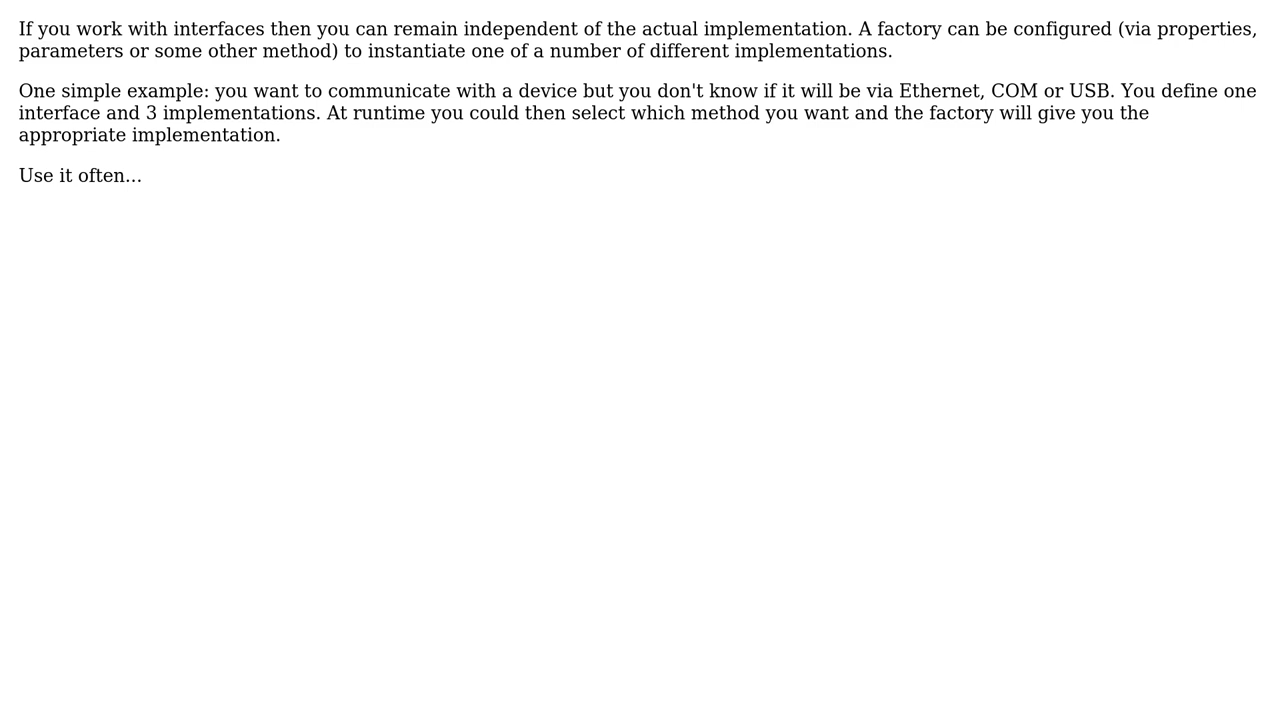 If you work with interfaces then you can remain independent of the actual implementation. A factory can be configured (via properties,
parameters or some other method) to instantiate one of a number of different implementations.
One simple example: you want to communicate with a device but you don't know if it will be via Ethernet, COM or USB. You define one
interface and 3 implementations. At runtime you could then select which method you want and the factory will give you the
appropriate implementation.
Use it often...